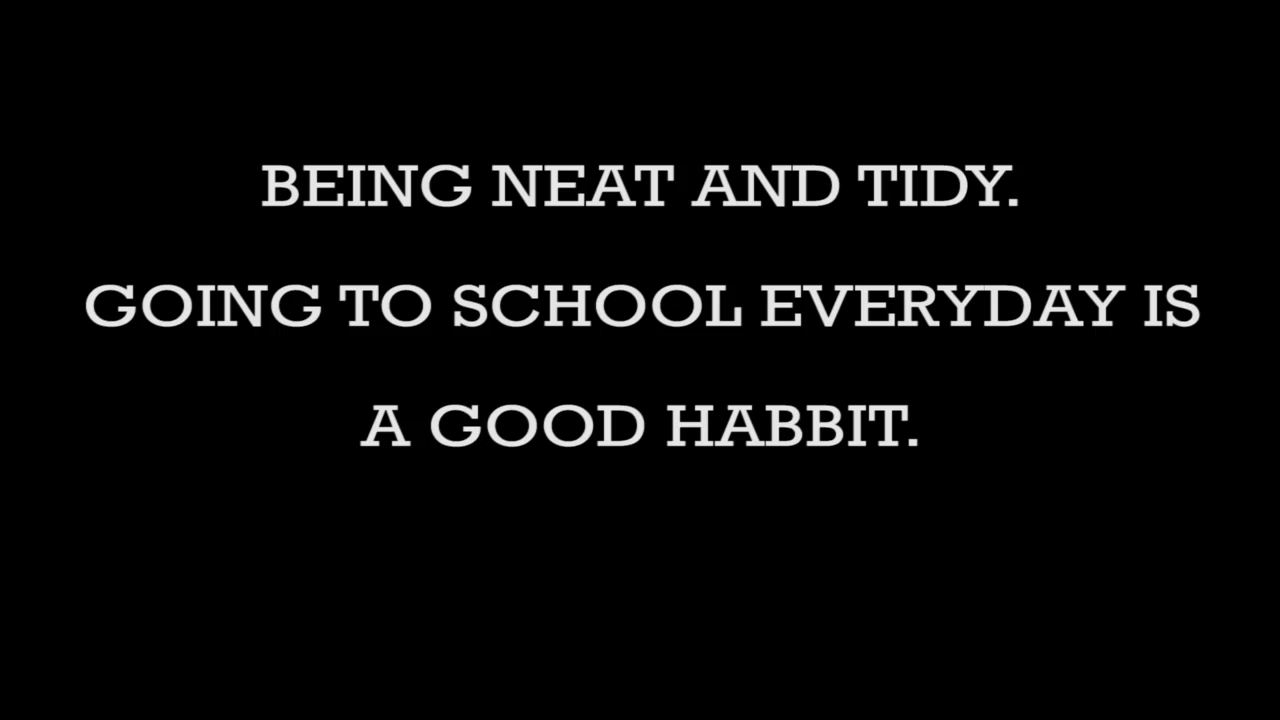 BEING NEAT AND TIDY.
GOING TO SCHOOL EVERYDAY IS
A GOOD HABBIT.